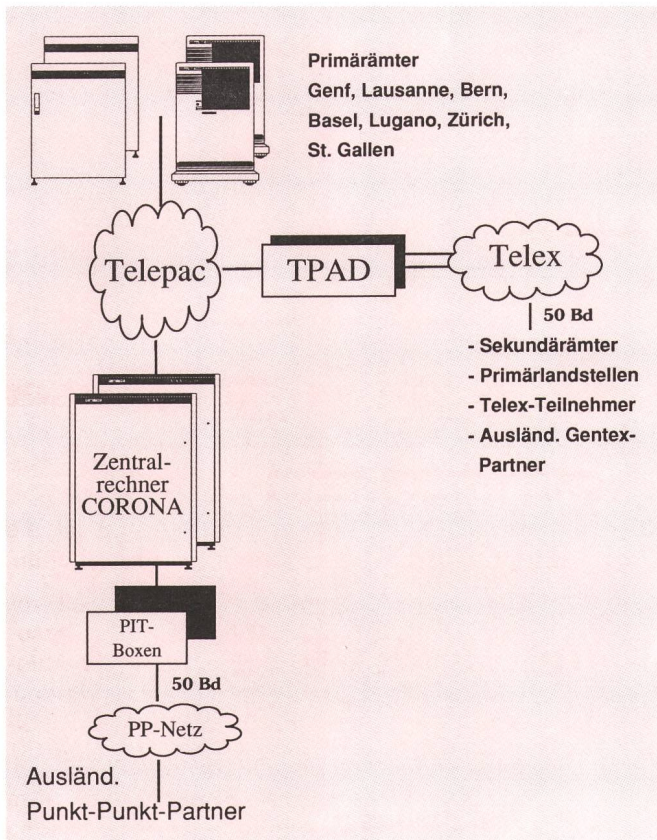 Primärämter
Genf, Lausanne, Bern,
Basel, Lugano, Zürich,
St. Gallen
Telepac
TPAD
Telex
50 Bd
- Sekundärämter
- Primärlandstellen
- Telex-Teilnehmer
- Ausländ. Gentex-
Partner
Zentral-
rechner
CORONA
PIT-
Boxen
50 Bd
PP-Netz
Ausländ.
Punkt-Punkt-Partner